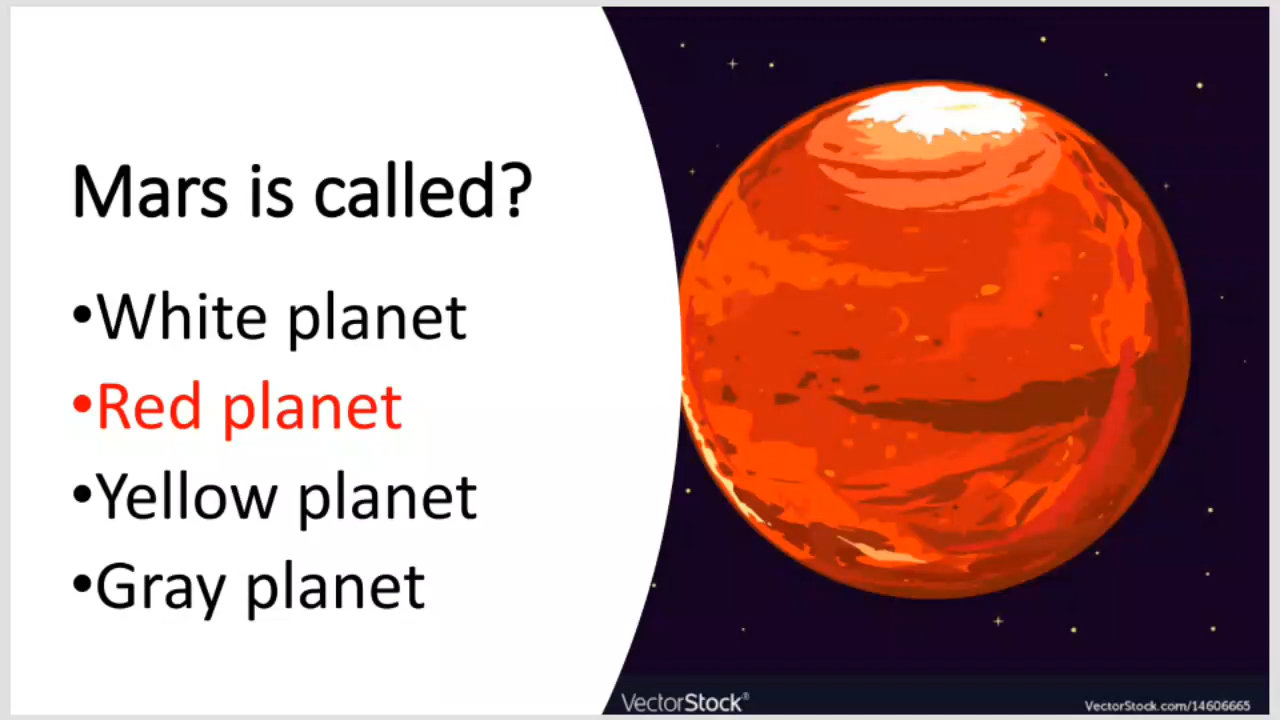 Mars is called?
•White planet
•Red planet
•Yellow planet
•Gray planet
VectorStock®
VectorStock.com/14606665